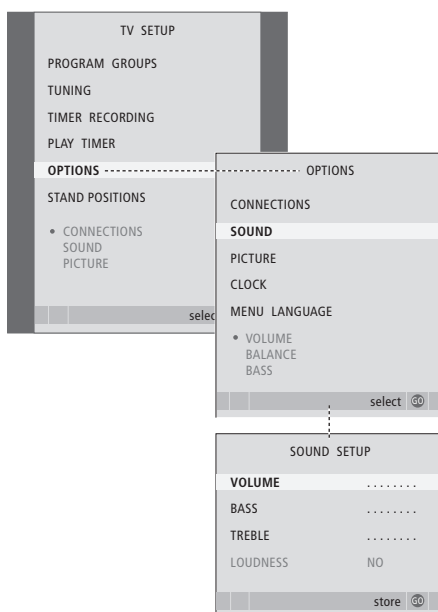 TV SETUP
PROGRAM GROUPS
TUNING
TIMER RECORDING
PLAY TIMER
OPTIONS
STAND POSITIONS
• CONNECTIONS
SOUND
PICTURE
selec
OPTIONS
CONNECTIONS
SOUND
PICTURE
CLOCK
MENU LANGUAGE
• VOLUME
BALANCE
BASS
select GO
SOUND SETUP
VOLUME ........
BASS ........
TREBLE ........
LOUDNESS NO
store GO